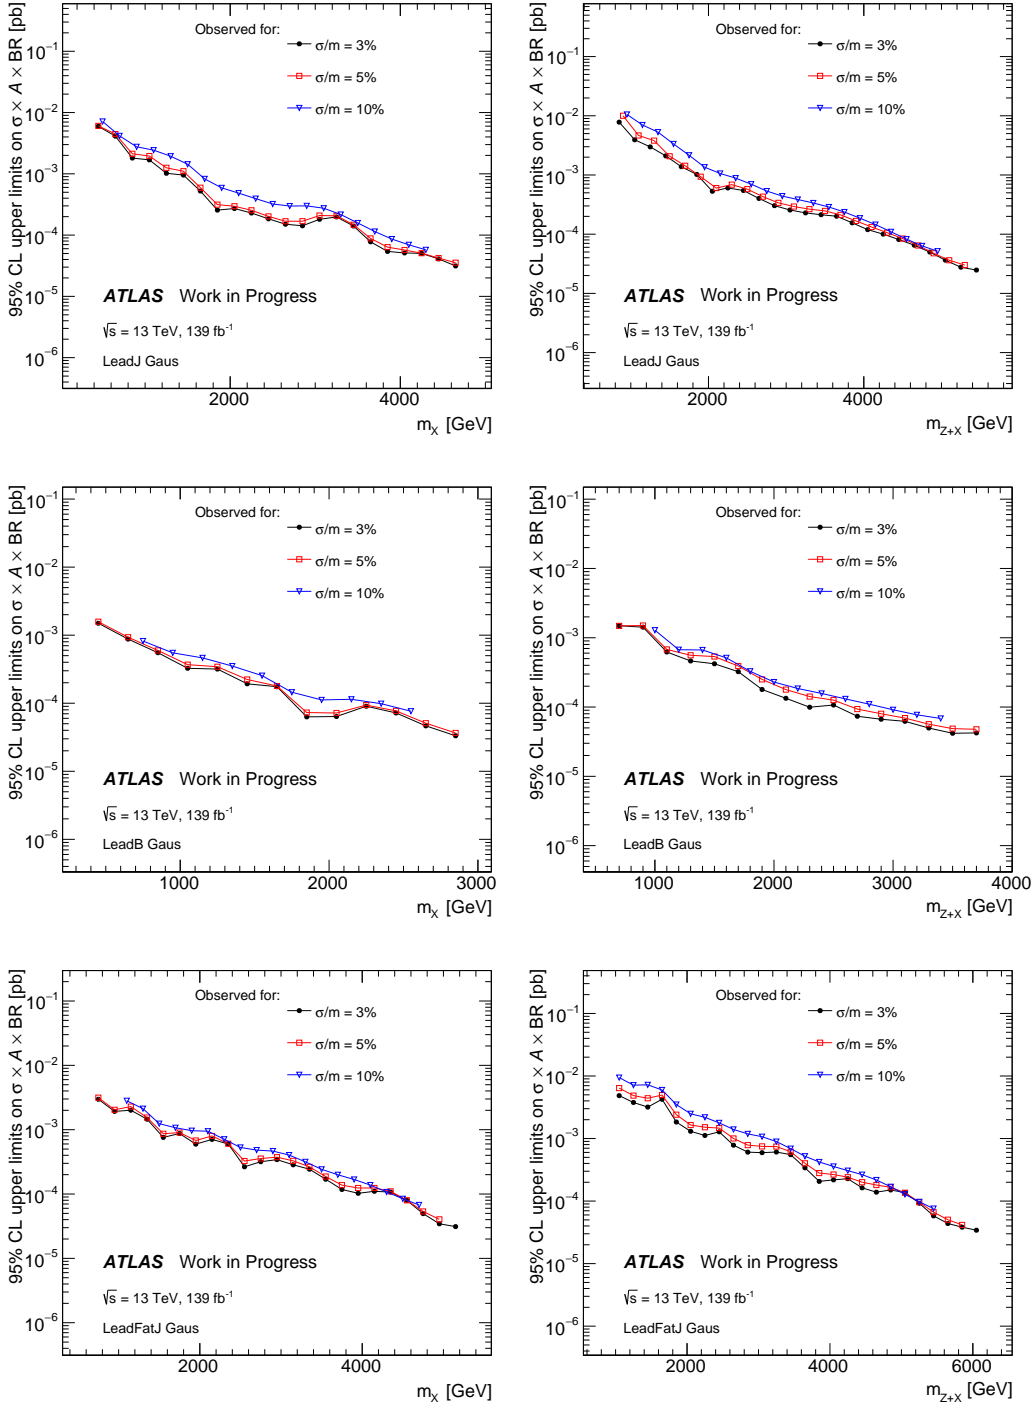 95% CL upper limits on σ × A × BR [pb]
Observed for:
σ/m = 3%
σ/m = 5%
σ/m = 10%
10⁻¹
10⁻²
10⁻³
10⁻⁴
10⁻⁵
10⁻⁶
ATLAS Work in Progress
√s = 13 TeV, 139 fb⁻¹
LeadJ Gaus
2000 4000
m_X [GeV]
95% CL upper limits on σ × A × BR [pb]
Observed for:
σ/m = 3%
σ/m = 5%
σ/m = 10%
10⁻¹
10⁻²
10⁻³
10⁻⁴
10⁻⁵
10⁻⁶
ATLAS Work in Progress
√s = 13 TeV, 139 fb⁻¹
LeadJ Gaus
2000 4000
m_Z+X [GeV]
95% CL upper limits on σ × A × BR [pb]
Observed for:
σ/m = 3%
σ/m = 5%
σ/m = 10%
10⁻¹
10⁻²
10⁻³
10⁻⁴
10⁻⁵
10⁻⁶
ATLAS Work in Progress
√s = 13 TeV, 139 fb⁻¹
LeadB Gaus
1000 2000 3000
m_X [GeV]
95% CL upper limits on σ × A × BR [pb]
Observed for:
σ/m = 3%
σ/m = 5%
σ/m = 10%
10⁻¹
10⁻²
10⁻³
10⁻⁴
10⁻⁵
10⁻⁶
ATLAS Work in Progress
√s = 13 TeV, 139 fb⁻¹
LeadB Gaus
1000 2000 3000 4000
m_Z+X [GeV]
95% CL upper limits on σ × A × BR [pb]
Observed for:
σ/m = 3%
σ/m = 5%
σ/m = 10%
10⁻¹
10⁻²
10⁻³
10⁻⁴
10⁻⁵
10⁻⁶
ATLAS Work in Progress
√s = 13 TeV, 139 fb⁻¹
LeadFatJ Gaus
2000 4000
m_X [GeV]
95% CL upper limits on σ × A × BR [pb]
Observed for:
σ/m = 3%
σ/m = 5%
σ/m = 10%
10⁻¹
10⁻²
10⁻³
10⁻⁴
10⁻⁵
10⁻⁶
ATLAS Work in Progress
√s = 13 TeV, 139 fb⁻¹
LeadFatJ Gaus
2000 4000 6000
m_Z+X [GeV]